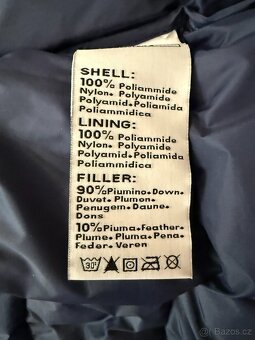 SHELL:
100% Poliammide
Nylon. Polyamide
Polyamid.Poliamida
Poliammidica
LINING:
100% Poliammide
Nylon. Polyamide
Polyamid.Poliamida
Poliammidica
FILLER:
90%Piumino.Down.
Duvet.Plumon.
Penugem.Daune.
Dons
10%Piuma.Feather.
Plume.Pluma.Pena.
Feder.Veren
30°
Bazos.cz